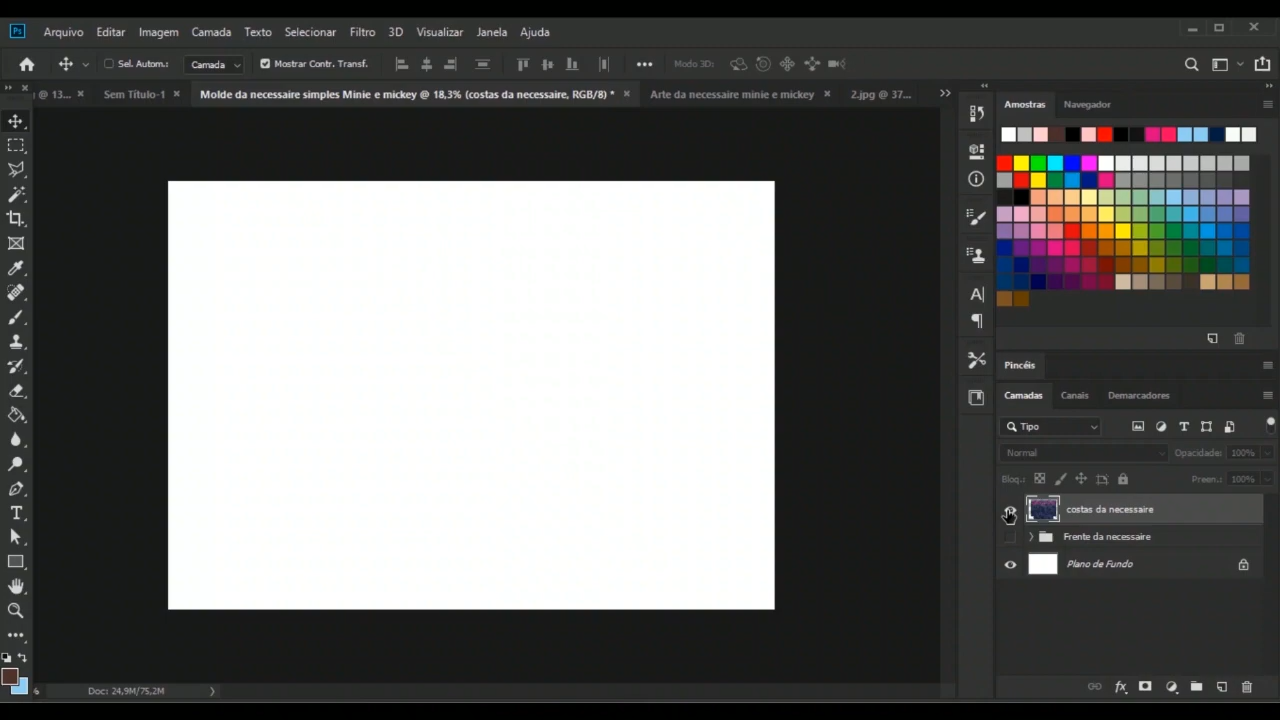 Ps Arquivo Editar Imagem Camada Texto Selecionar Filtro 3D Visualizar Janela Ajuda
Sel. Autom.: Camada Mostrar Contr. Transf. Modo 3D:
@ 13... Sem Título-1 Molde da necessaire simples Minie e mickey @ 18,3% (costas da necessaire, RGB/8) * Arte da necessaire minie e mickey 2.jpg @ 37...
Amostras Navegador
Pincéis
Camadas Canais Demarcadores
Tipo
Normal Opacidade: 100%
Bloq.: Preen.: 100%
costas da necessaire
Frente da necessaire
Plano de Fundo
% Doc: 24,9M/75,2M